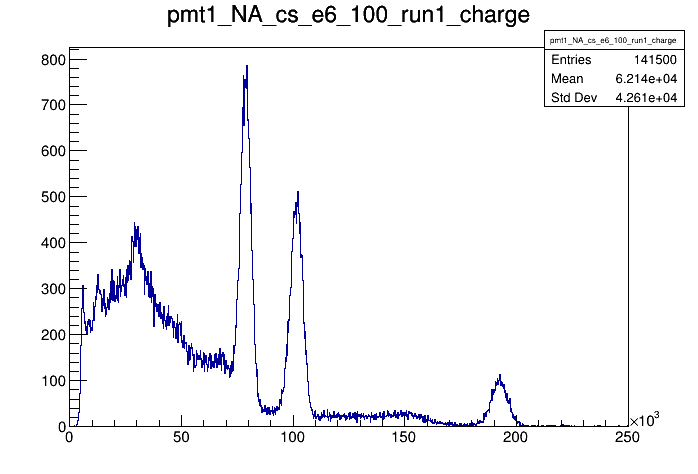 pmt1_NA_cs_e6_100_run1_charge
pmt1_NA_cs_e6_100_run1_charge
Entries 141500
Mean 6.214e+04
Std Dev 4.261e+04
800
700
600
500
400
300
200
100
0
0 50 100 150 200 250
×10³